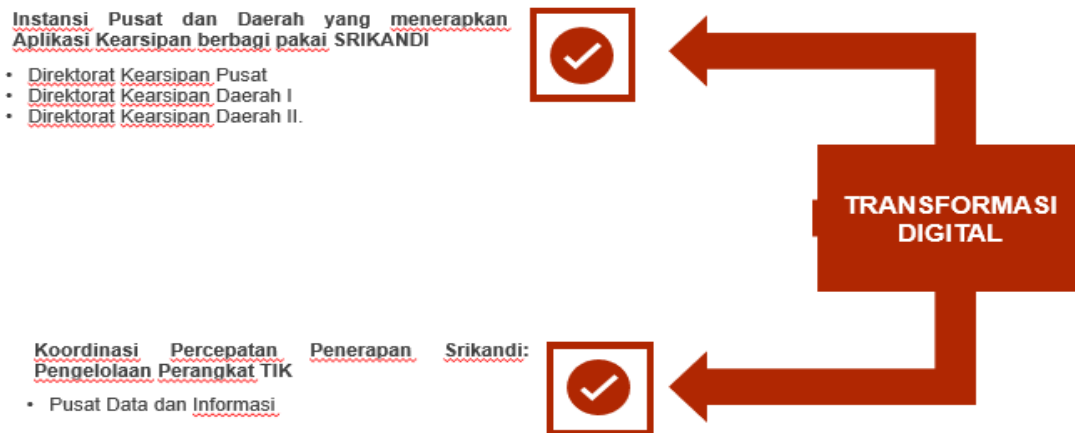 Instansi Pusat dan Daerah yang menerapkan
Aplikasi Kearsipan berbagi pakai SRIKANDI
• Direktorat Kearsipan Pusat
• Direktorat Kearsipan Daerah I
• Direktorat Kearsipan Daerah II.
TRANSFORMASI
DIGITAL
Koordinasi Percepatan Penerapan Srikandi:
Pengelolaan Perangkat TIK
• Pusat Data dan Informasi